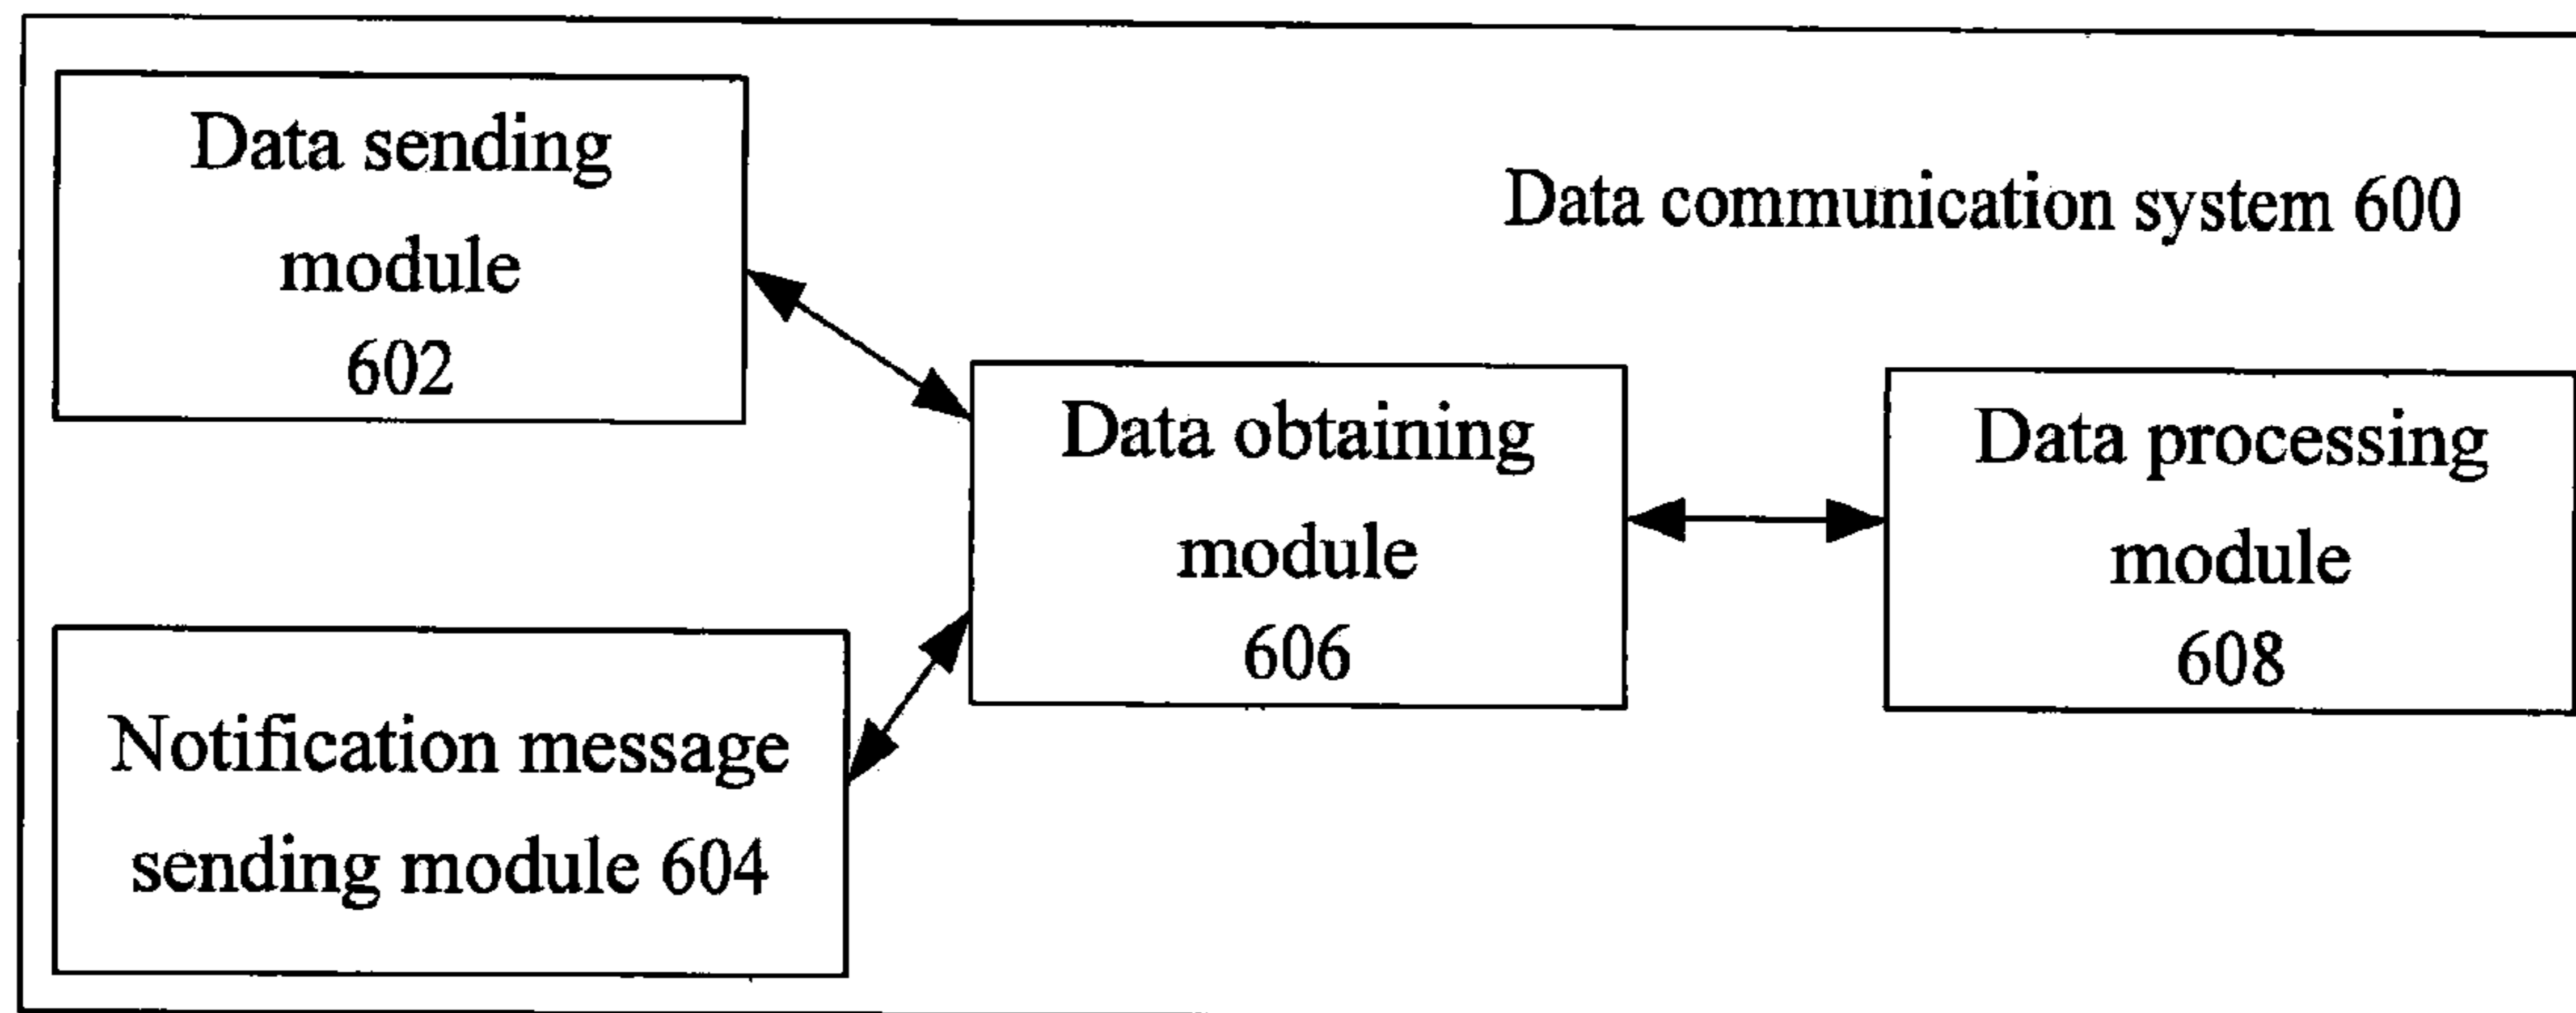 Data sending
module
602
Data communication system 600
Data obtaining
module
606
Data processing
module
608
Notification message
sending module 604